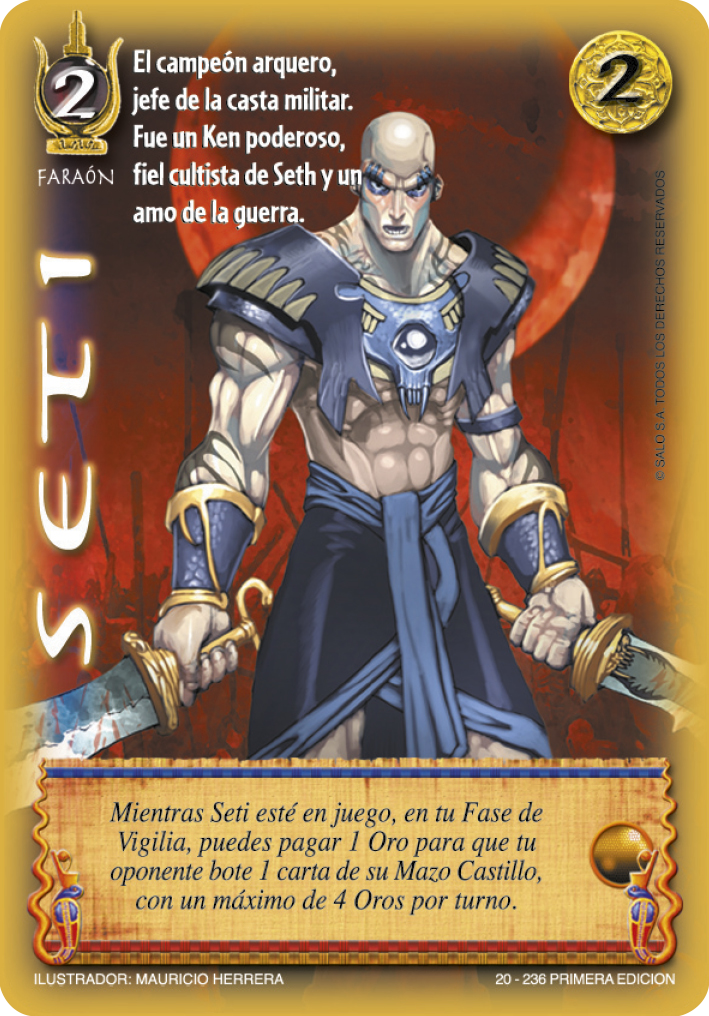 2
El campeón arquero,
jefe de la casta militar.
Fue un Ken poderoso,
fiel cultista de Seth y un
amo de la guerra.
2
FARAÓN
SETI
© SALO S A TODOS LOS DERECHOS RESERVADOS
Mientras Seti esté en juego, en tu Fase de
Vigilia, puedes pagar 1 Oro para que tu
oponente bote 1 carta de su Mazo Castillo,
con un máximo de 4 Oros por turno.
ILUSTRADOR: MAURICIO HERRERA
20 - 236 PRIMERA EDICION